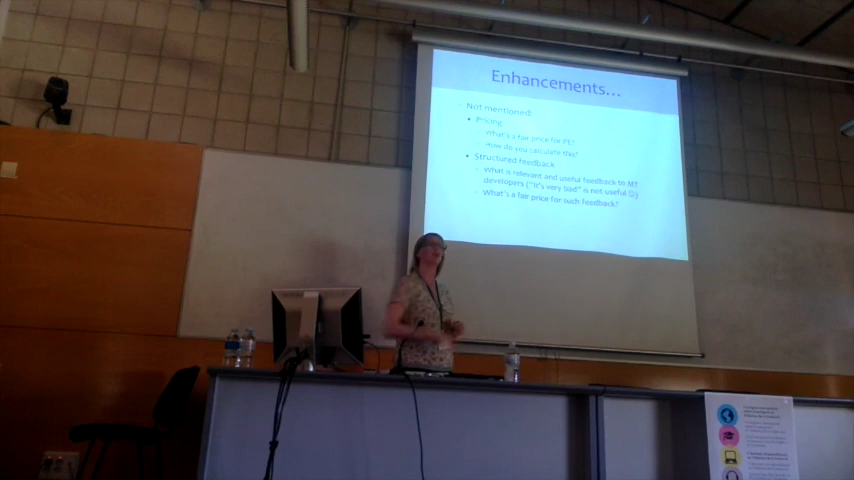 Enhancements...
Not mentioned:
Pricing
What's a fair price for PE?
How do you calculate this?
Structured feedback
What is relevant and useful feedback to MT
developers ("It's very bad" is not useful ☺)
What's a fair price for such feedback?